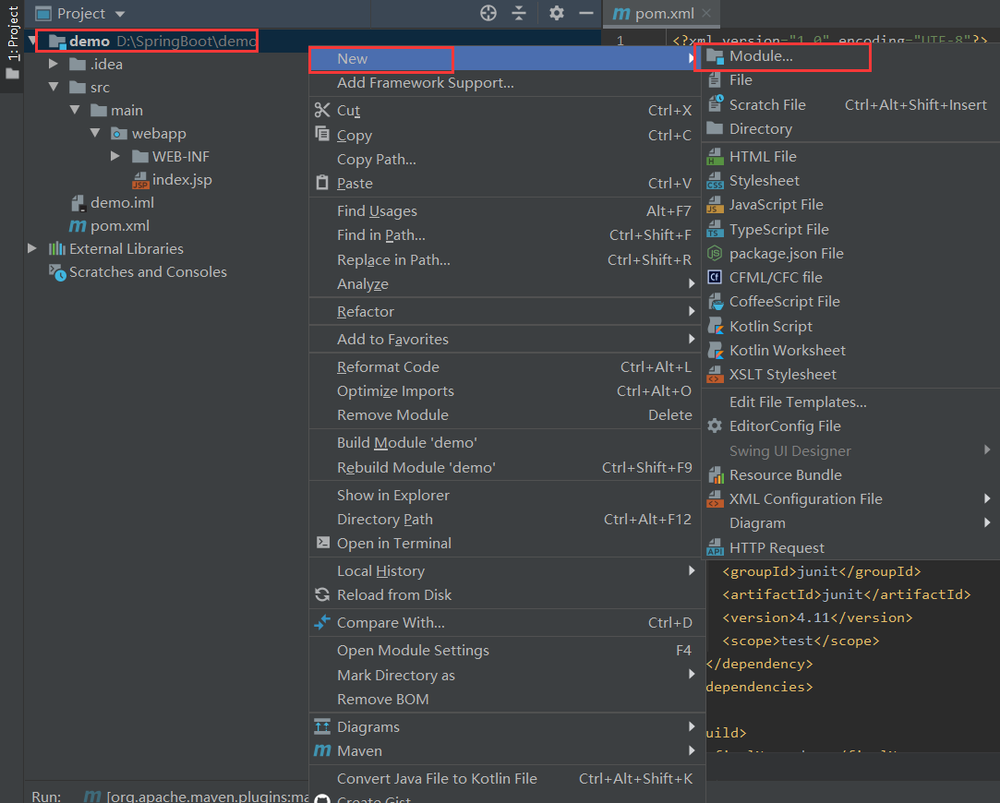 1: Project
Project
pom.xml
demo D:\SpringBoot\demo
.idea
src
main
webapp
WEB-INF
index.jsp
demo.iml
pom.xml
External Libraries
Scratches and Consoles
New
Add Framework Support...
Cut Ctrl+X
Copy Ctrl+C
Copy Path...
Paste Ctrl+V
Find Usages Alt+F7
Find in Path... Ctrl+Shift+F
Replace in Path... Ctrl+Shift+R
Analyze
Refactor
Add to Favorites
Reformat Code Ctrl+Alt+L
Optimize Imports Ctrl+Alt+O
Remove Module Delete
Build Module 'demo'
Rebuild Module 'demo' Ctrl+Shift+F9
Show in Explorer
Directory Path Ctrl+Alt+F12
Open in Terminal
Local History
Reload from Disk
Compare With... Ctrl+D
Open Module Settings F4
Mark Directory as
Remove BOM
Diagrams
Maven
Convert Java File to Kotlin File Ctrl+Alt+Shift+K
Create Gist
1 <?xml version="1.0" encoding="UTF-8"?>
Module...
File
Scratch File Ctrl+Alt+Shift+Insert
Directory
HTML File
Stylesheet
JavaScript File
TypeScript File
package.json File
CFML/CFC file
CoffeeScript File
Kotlin Script
Kotlin Worksheet
XSLT Stylesheet
Edit File Templates...
EditorConfig File
Swing UI Designer
Resource Bundle
XML Configuration File
Diagram
HTTP Request
<groupId>junit</groupId>
<artifactId>junit</artifactId>
<version>4.11</version>
<scope>test</scope>
</dependency>
dependencies>
uild>
Run: [org.apache.maven.plugins:ma